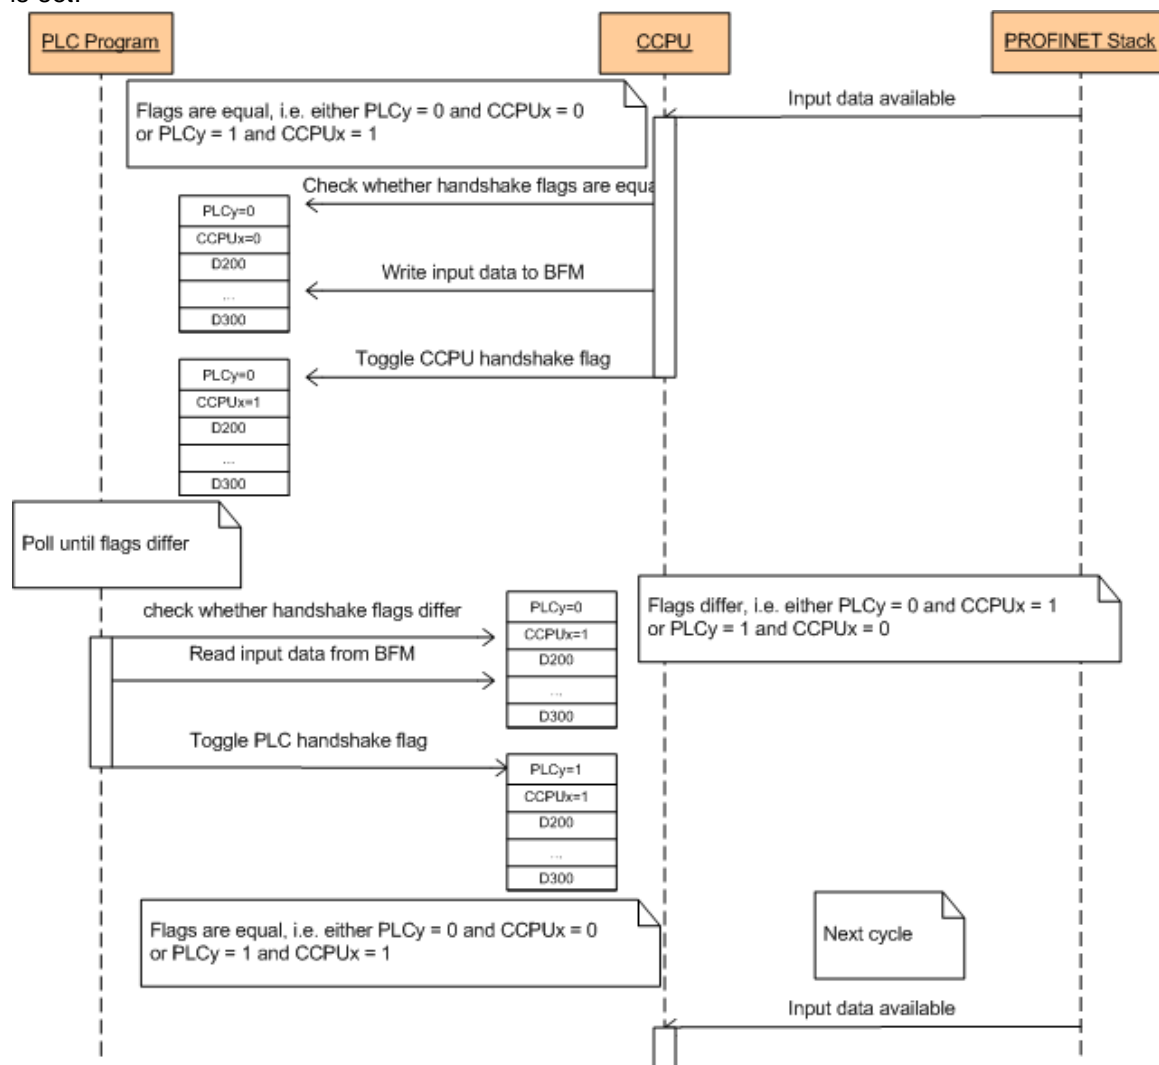 is set.
PLC Program
CCPU
PROFINET Stack
Flags are equal, i.e. either PLCy = 0 and CCPUx = 0
or PLCy = 1 and CCPUx = 1
Input data available
Check whether handshake flags are equa
PLCy=0
CCPUx=0
D200
...
D300
Write input data to BFM
Toggle CCPU handshake flag
PLCy=0
CCPUx=1
D200
...
D300
Poll until flags differ
check whether handshake flags differ
Read input data from BFM
PLCy=0
CCPUx=1
D200
...
D300
Flags differ, i.e. either PLCy = 0 and CCPUx = 1
or PLCy = 1 and CCPUx = 0
Toggle PLC handshake flag
PLCy=1
CCPUx=1
D200
...
D300
Flags are equal, i.e. either PLCy = 0 and CCPUx = 0
or PLCy = 1 and CCPUx = 1
Next cycle
Input data available